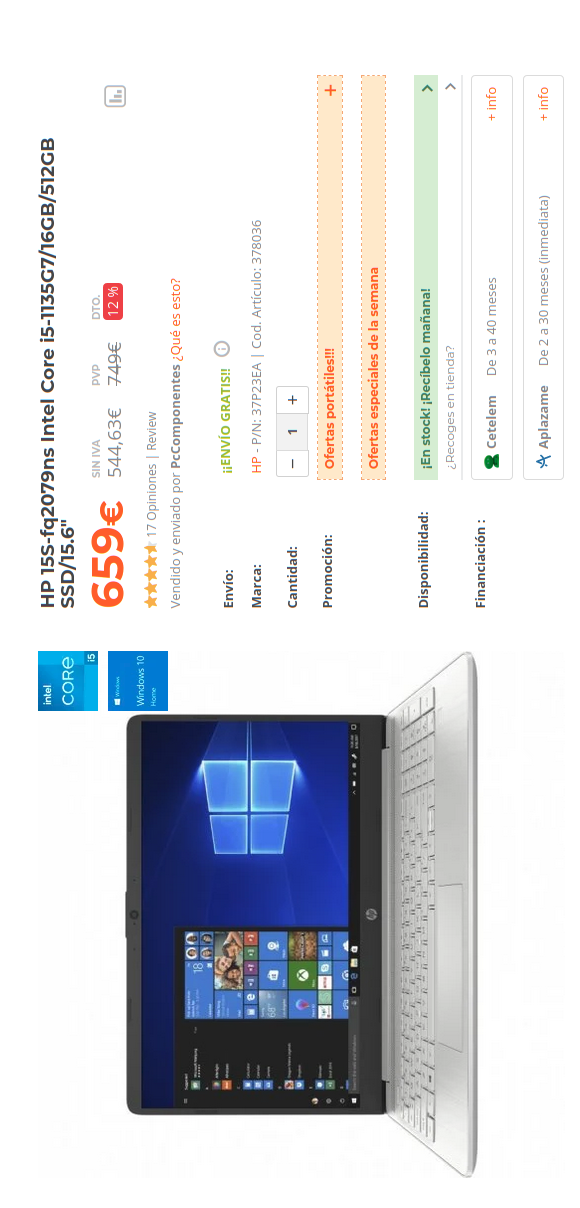 HP 15S-fq2079ns Intel Core i5-1135G7/16GB/512GB
SSD/15.6"
659€
SIN IVA
544,63€
PVP
749€
DTO.
12 %
17 Opiniones | Review
Vendido y enviado por PcComponentes ¿Qué es esto?
Envío:
¡¡ENVÍO GRATIS!!
Marca:
HP - P/N: 37P23EA | Cod. Artículo: 378036
Cantidad:
− 1 +
Promoción:
Ofertas portátiles!!! +
Ofertas especiales de la semana
Disponibilidad:
¡En stock! ¡Recíbelo mañana!
¿Recoges en tienda?
Financiación :
Cetelem De 3 a 40 meses + info
Aplazame De 2 a 30 meses (inmediata) + info
intel
CORE
i5
Windows
Windows 10
Home
hp
18